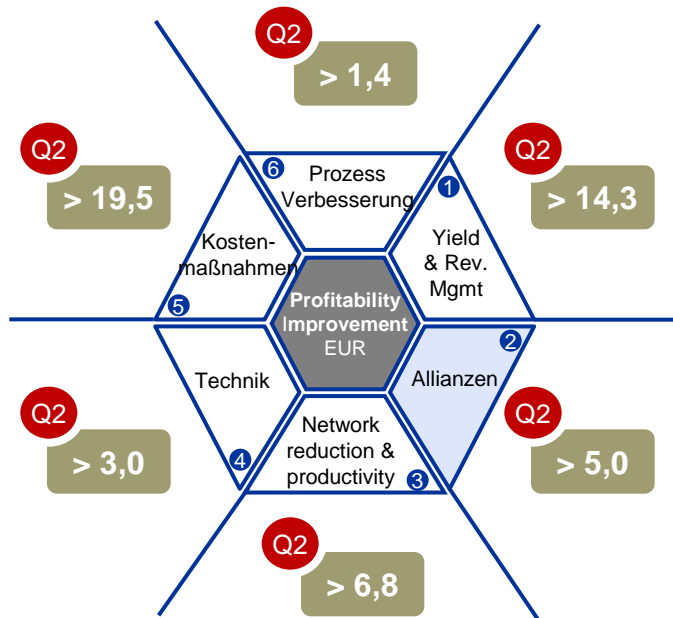 Q2
> 1,4
Q2
> 19,5
Q2
> 14,3
6
Prozess
Verbesserung
1
Yield
& Rev.
Mgmt
Kosten-
maßnahmen
5
Profitability
Improvement
EUR
2
Allianzen
Technik
4
Network
reduction &
productivity
3
Q2
> 3,0
Q2
> 5,0
Q2
> 6,8